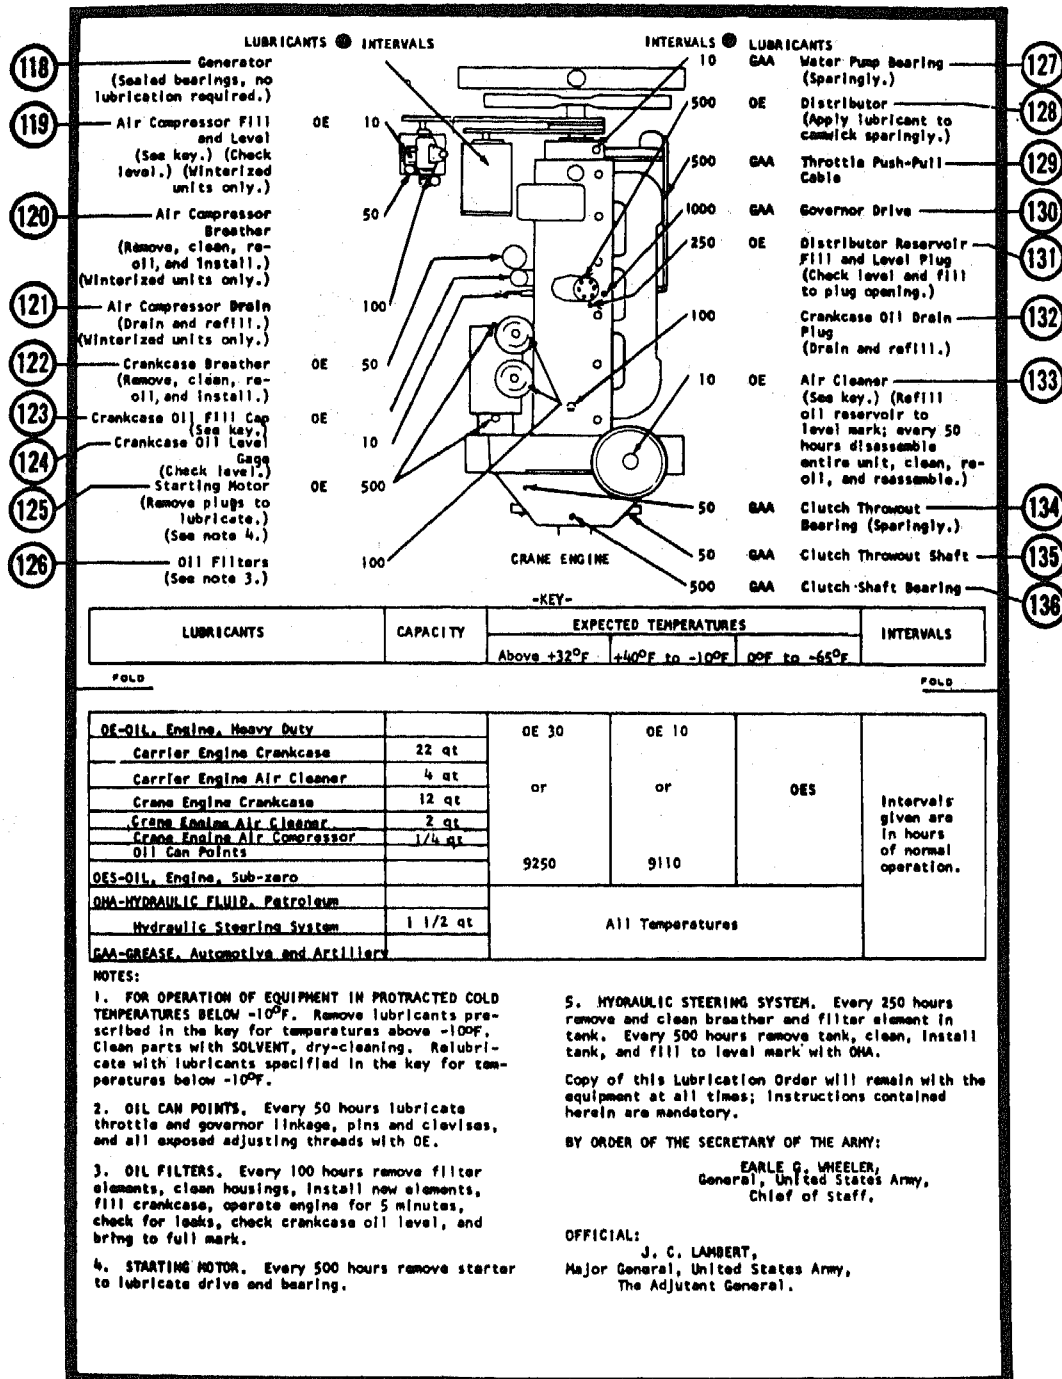 LUBRICANTS ● INTERVALS
118 Generator
(Sealed bearings, no
lubrication required.)
119 Air Compressor Fill OE 10
and Level
(See key.) (Check
level.) (Winterized
units only.)
120 Air Compressor 50
Breather
(Remove, clean, re-
oil, and install.)
(Winterized units only.)
121 Air Compressor Drain 100
(Drain and refill.)
(Winterized units only.)
122 Crankcase Breather OE 50
(Remove, clean, re-
oil, and install.)
123 Crankcase Oil Fill Cap OE
(See key.)
124 Crankcase Oil Level 10
Gage
(Check level.)
125 Starting Motor OE 500
(Remove plugs to
lubricate.)
(See note 4.)
126 Oil Filters 100
(See note 3.)
INTERVALS ● LUBRICANTS
10 GAA Water Pump Bearing 127
(Sparingly.)
500 OE Distributor 128
(Apply lubricant to
camwick sparingly.)
500 GAA Throttle Push-Pull 129
Cable
1000 GAA Governor Drive 130
250 OE Distributor Reservoir 131
Fill and Level Plug
(Check level and fill
to plug opening.)
100 Crankcase Oil Drain 132
Plug
(Drain and refill.)
10 OE Air Cleaner 133
(See key.) (Refill
oil reservoir to
level mark; every 50
hours disassemble
entire unit, clean, re-
oil, and reassemble.)
50 GAA Clutch Throwout 134
Bearing (Sparingly.)
50 GAA Clutch Throwout Shaft 135
500 GAA Clutch Shaft Bearing 136
CRANE ENGINE
-KEY-
LUBRICANTS CAPACITY EXPECTED TEMPERATURES INTERVALS
Above +32°F +40°F to -10°F 0°F to -65°F
FOLD FOLD
OE-OIL, Engine, Heavy Duty OE 30 OE 10
Carrier Engine Crankcase 22 qt
Carrier Engine Air Cleaner 4 qt or or OES
Crane Engine Crankcase 12 qt
Crane Engine Air Cleaner 2 qt
Crane Engine Air Compressor 1/4 qt
Oil Can Points 9250 9110
OES-OIL, Engine, Sub-zero
OHA-HYDRAULIC FLUID, Petroleum
Hydraulic Steering System 1 1/2 qt All Temperatures
GAA-GREASE, Automotive and Artillery
Intervals
given are
in hours
of normal
operation.
NOTES:
1. FOR OPERATION OF EQUIPMENT IN PROTRACTED COLD
TEMPERATURES BELOW -10°F. Remove lubricants pre-
scribed in the key for temperatures above -10°F.
Clean parts with SOLVENT, dry-cleaning. Relubri-
cate with lubricants specified in the key for tem-
peratures below -10°F.
2. OIL CAN POINTS. Every 50 hours lubricate
throttle and governor linkage, pins and clevises,
and all exposed adjusting threads with OE.
3. OIL FILTERS. Every 100 hours remove filter
elements, clean housings, install new elements,
fill crankcase, operate engine for 5 minutes,
check for leaks, check crankcase oil level, and
bring to full mark.
4. STARTING MOTOR. Every 500 hours remove starter
to lubricate drive and bearing.
5. HYDRAULIC STEERING SYSTEM. Every 250 hours
remove and clean breather and filter element in
tank. Every 500 hours remove tank, clean, install
tank, and fill to level mark with OHA.
Copy of this Lubrication Order will remain with the
equipment at all times; instructions contained
herein are mandatory.
BY ORDER OF THE SECRETARY OF THE ARMY:
EARLE G. WHEELER,
General, United States Army,
Chief of Staff.
OFFICIAL:
J. C. LAMBERT,
Major General, United States Army,
The Adjutant General.